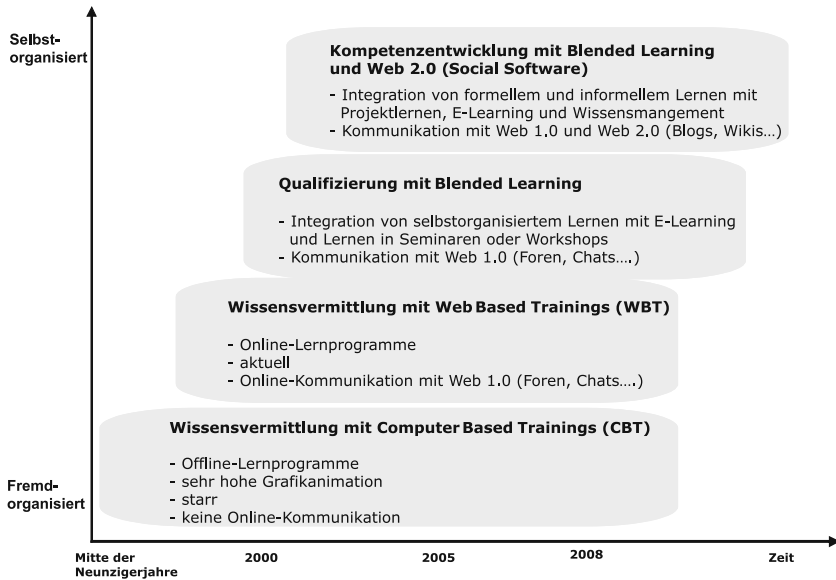 Selbst-
organisiert
Kompetenzentwicklung mit Blended Learning
und Web 2.0 (Social Software)
- Integration von formellem und informellem Lernen mit
Projektlernen, E-Learning und Wissensmangement
- Kommunikation mit Web 1.0 und Web 2.0 (Blogs, Wikis...)
Qualifizierung mit Blended Learning
- Integration von selbstorganisiertem Lernen mit E-Learning
und Lernen in Seminaren oder Workshops
- Kommunikation mit Web 1.0 (Foren, Chats....)
Wissensvermittlung mit Web Based Trainings (WBT)
- Online-Lernprogramme
- aktuell
- Online-Kommunikation mit Web 1.0 (Foren, Chats....)
Wissensvermittlung mit Computer Based Trainings (CBT)
- Offline-Lernprogramme
- sehr hohe Grafikanimation
- starr
- keine Online-Kommunikation
Fremd-
organisiert
Mitte der
Neunzigerjahre
2000
2005
2008
Zeit